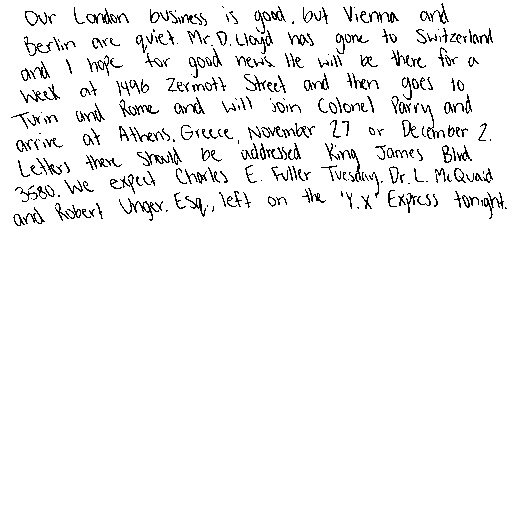 Our London business is good, but Vienna and
Berlin are quiet. Mr. D. Lloyd has gone to Switzerland
and I hope for good news. He will be there for a
week at 1496 Zermott Street and then goes to
Turin and Rome and will join Colonel Parry and
arrive at Athens, Greece, November 27 or December 2.
Letters there should be addressed King James Blvd
3580. We expect Charles E. Fuller Tuesday. Dr. L. McQuaid
and Robert Unger, Esq., left on the 'Y.X' Express tonight.